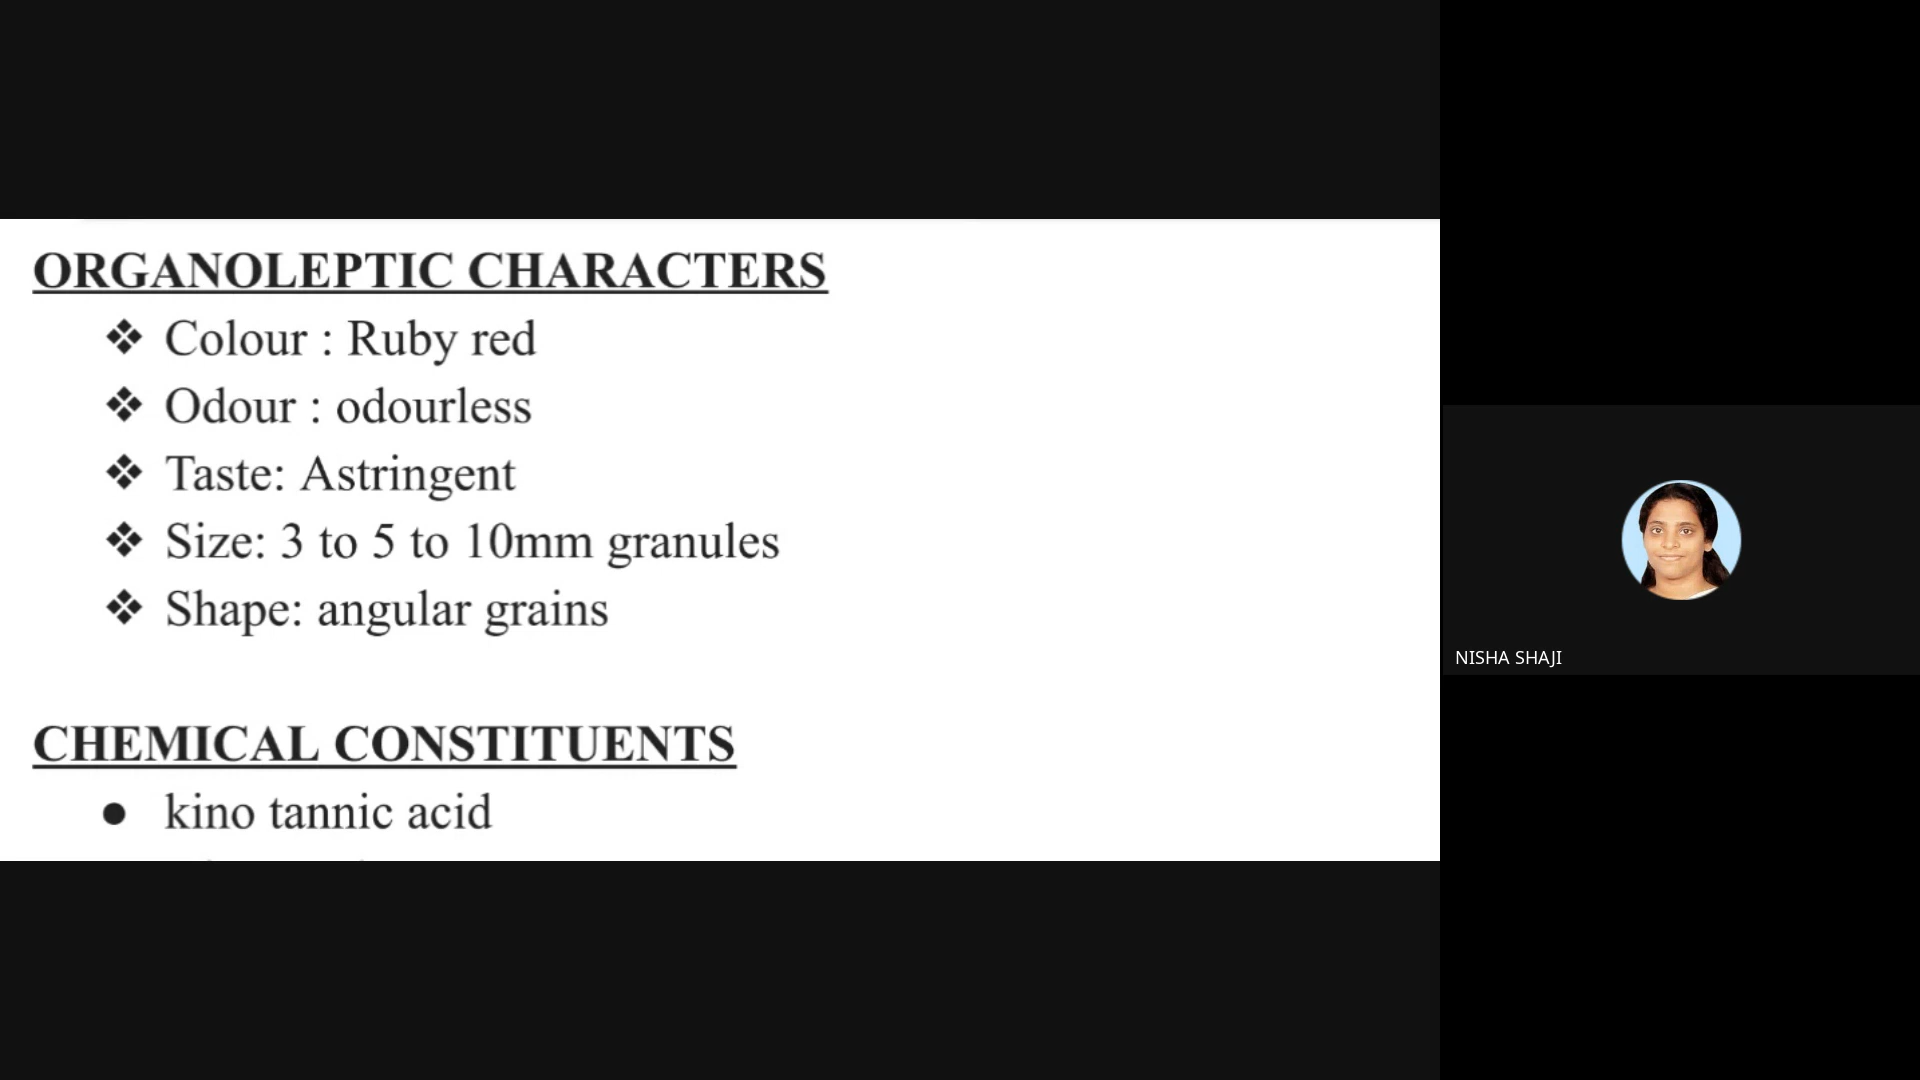 ORGANOLEPTIC CHARACTERS
❖ Colour : Ruby red
❖ Odour : odourless
❖ Taste: Astringent
❖ Size: 3 to 5 to 10mm granules
❖ Shape: angular grains
CHEMICAL CONSTITUENTS
● kino tannic acid
NISHA SHAJI